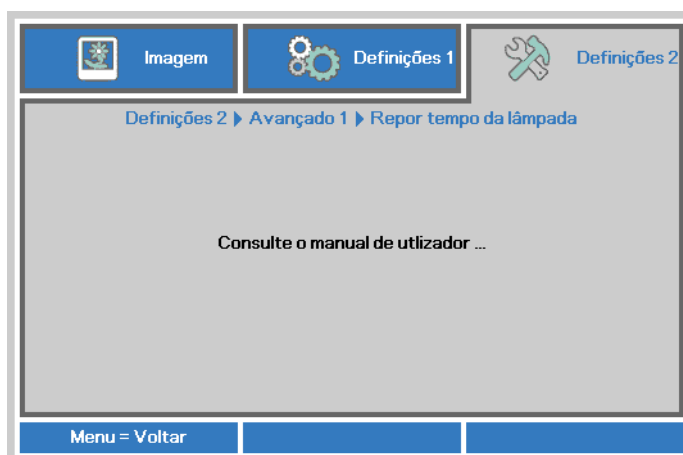 Imagem
Definições 1
Definições 2
Definições 2 Avançado 1 Repor tempo da lâmpada
Consulte o manual de utlizador ...
Menu = Voltar